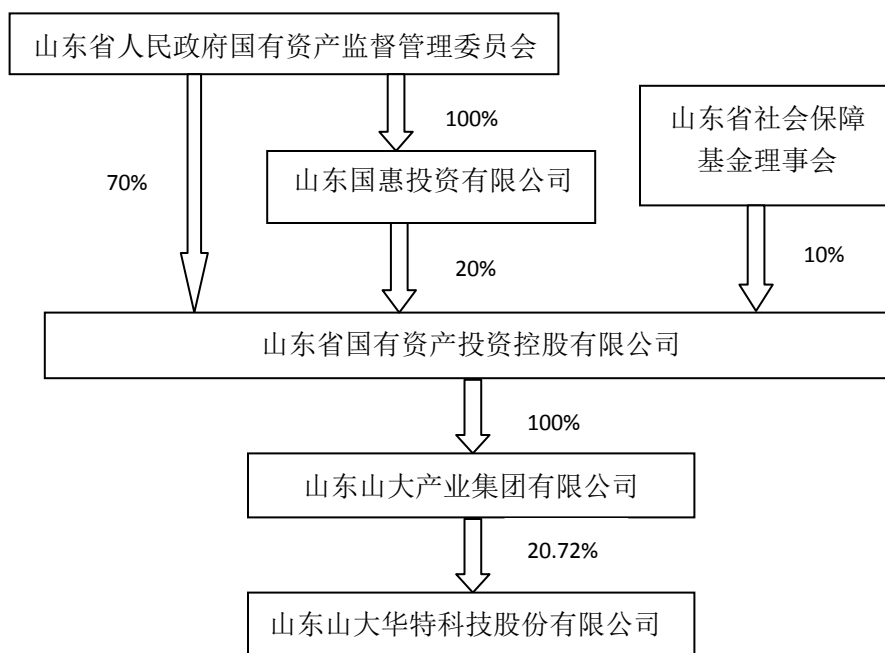 山东省人民政府国有资产监督管理委员会
100%
山东省社会保障
基金理事会
70%
山东国惠投资有限公司
20%
10%
山东省国有资产投资控股有限公司
100%
山东山大产业集团有限公司
20.72%
山东山大华特科技股份有限公司